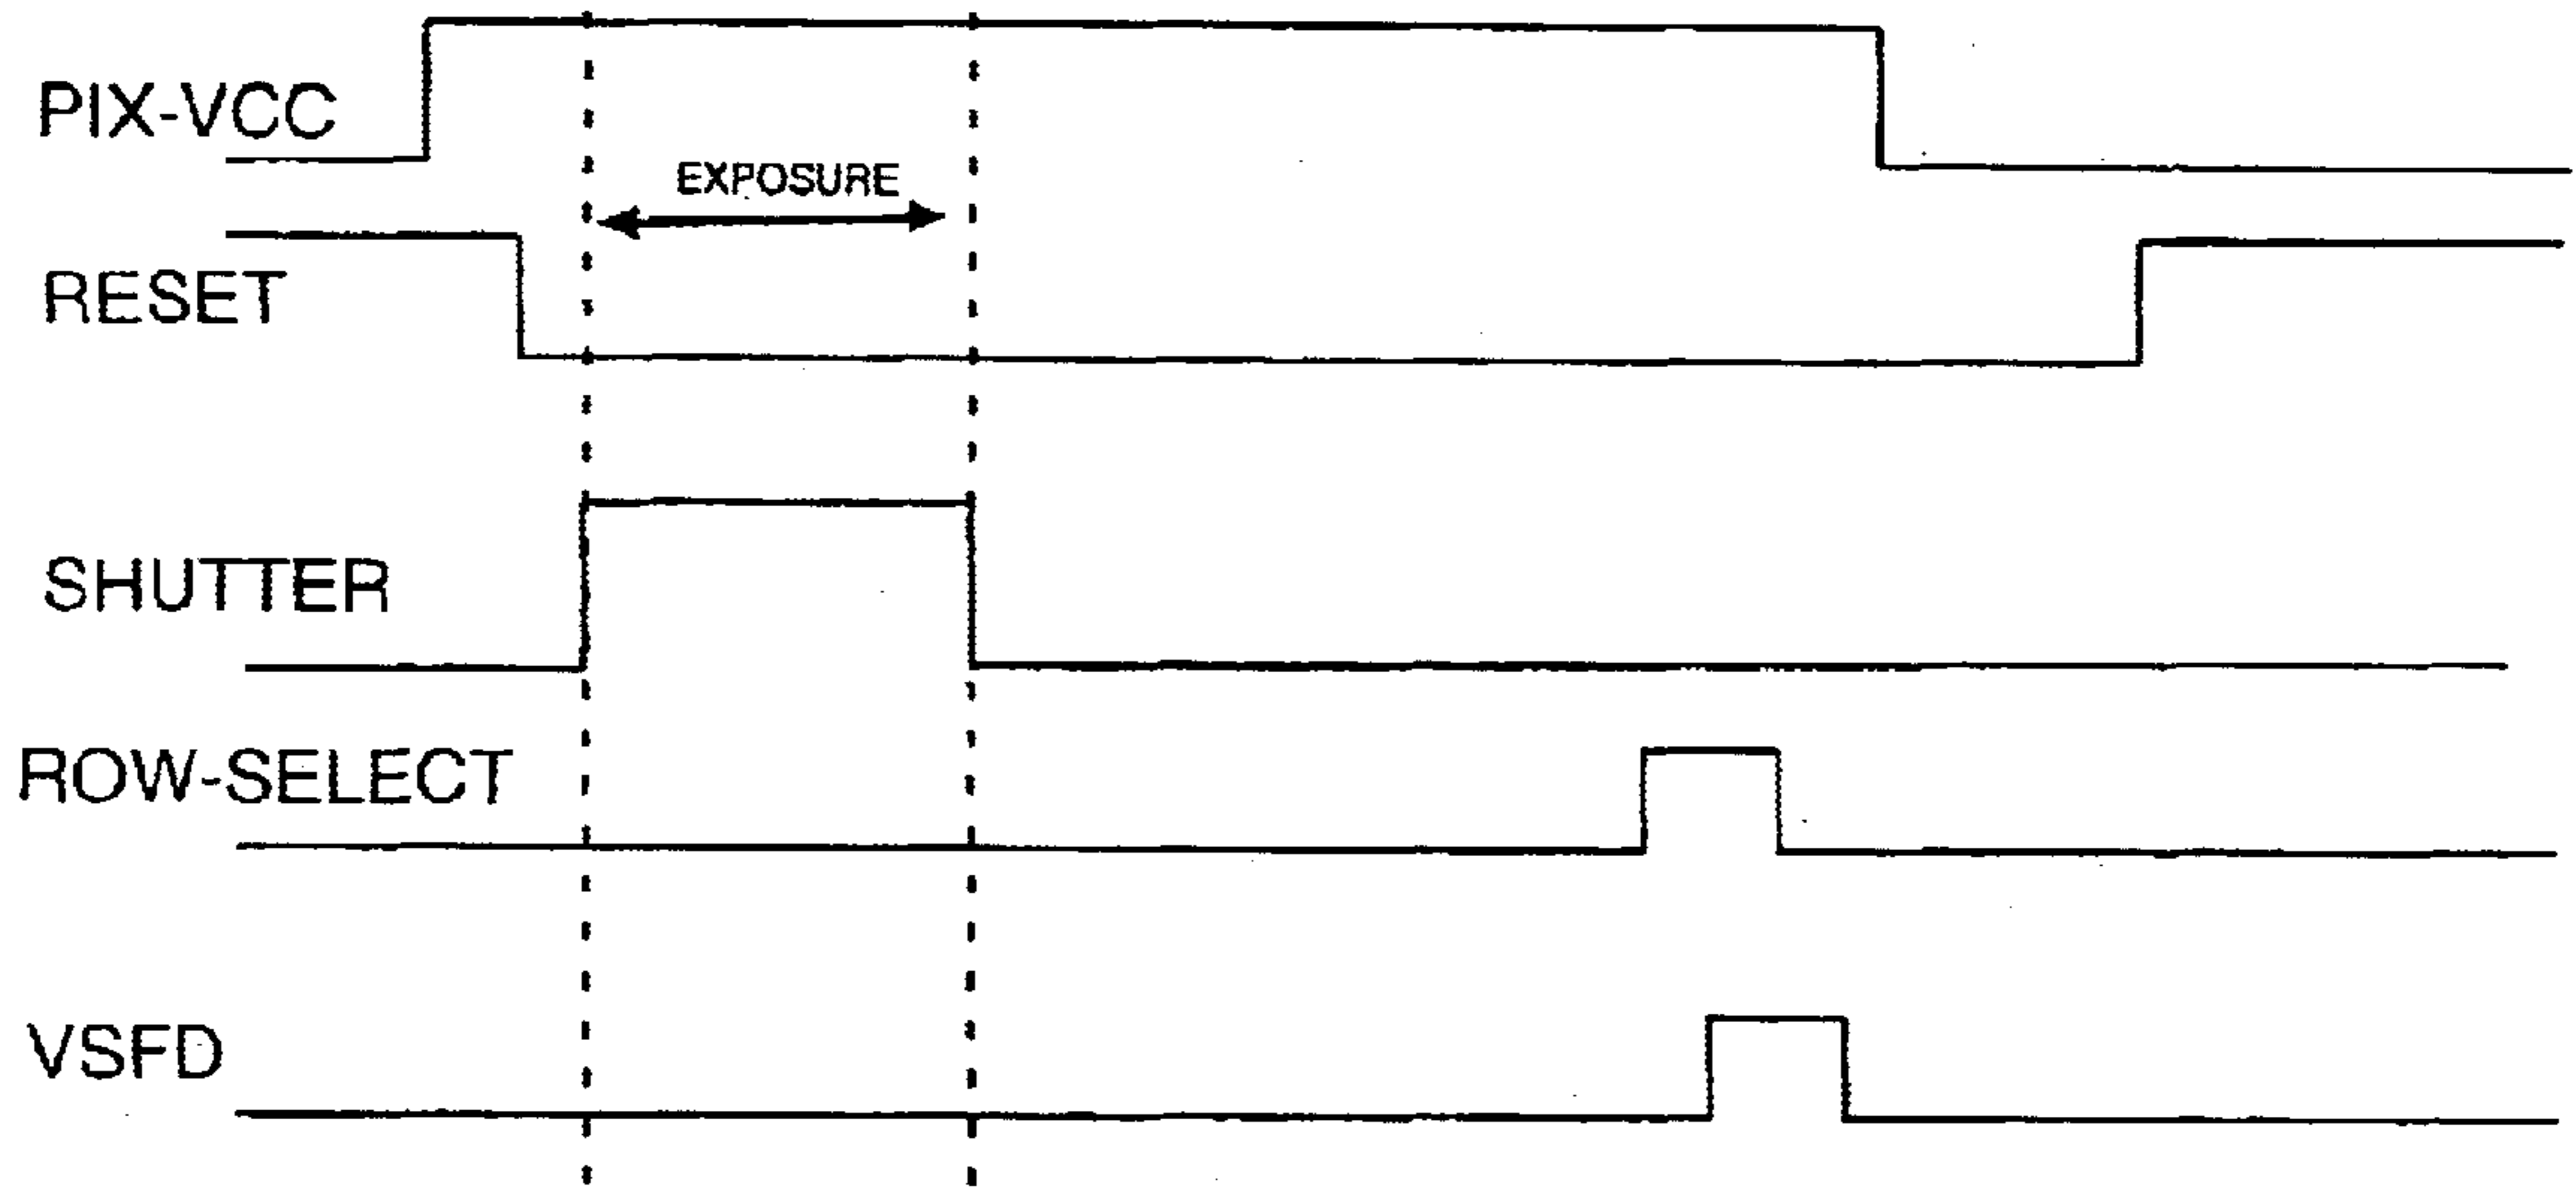 PIX-VCC
EXPOSURE
RESET
SHUTTER
ROW-SELECT
VSFD